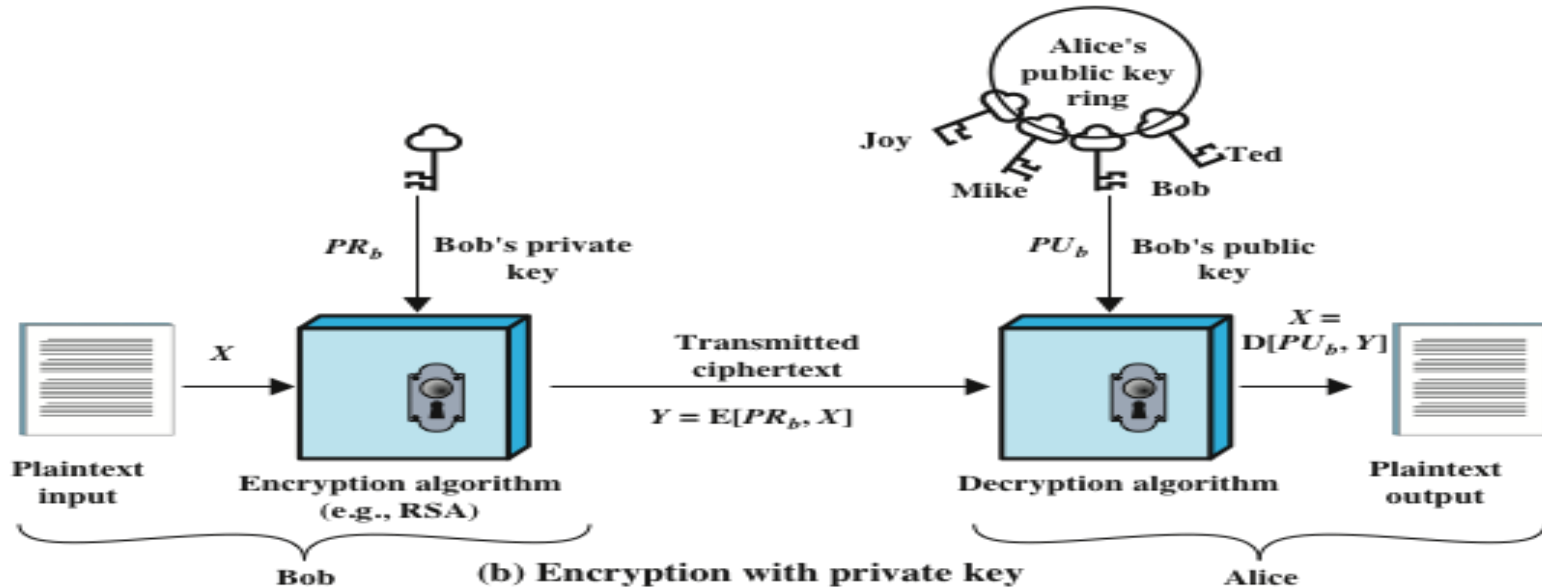 Alice's
public key
ring
Joy
Mike
Bob
Ted
PR_b
Bob's private
key
PU_b
Bob's public
key
X
Transmitted
ciphertext
Y = E[PR_b, X]
X =
D[PU_b, Y]
Plaintext
input
Encryption algorithm
(e.g., RSA)
Decryption algorithm
Plaintext
output
Bob
(b) Encryption with private key
Alice